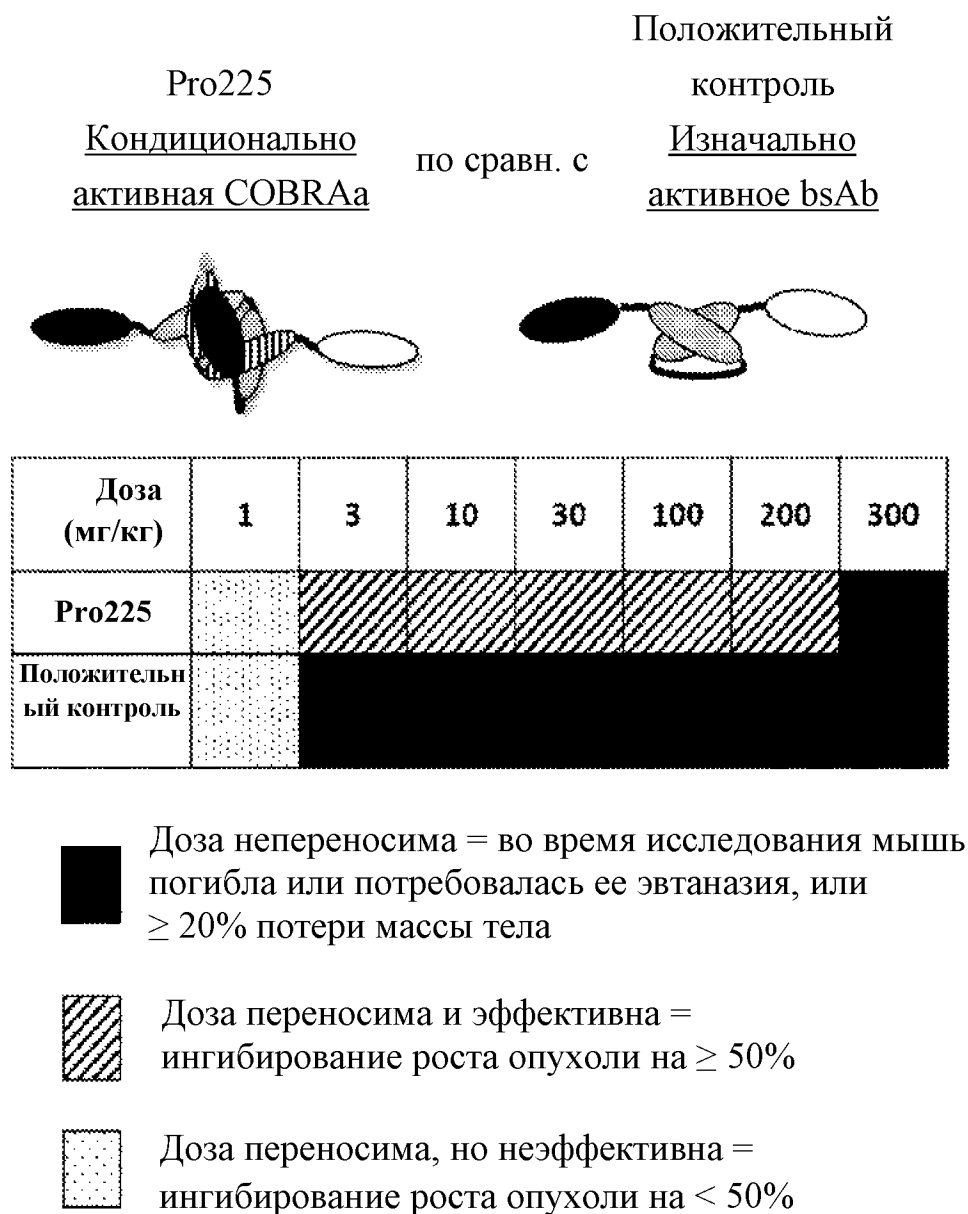 Pro225
Кондиционально
активная COBRAa
по сравн. с
Положительный
контроль
Изначально
активное bsAb
Доза
(мг/кг)
1 3 10 30 100 200 300
Pro225
Положительн
ый контроль
Доза непереносима = во время исследования мышь
погибла или потребовалась ее эвтаназия, или
≥ 20% потери массы тела
Доза переносима и эффективна =
ингибирование роста опухоли на ≥ 50%
Доза переносима, но неэффективна =
ингибирование роста опухоли на < 50%